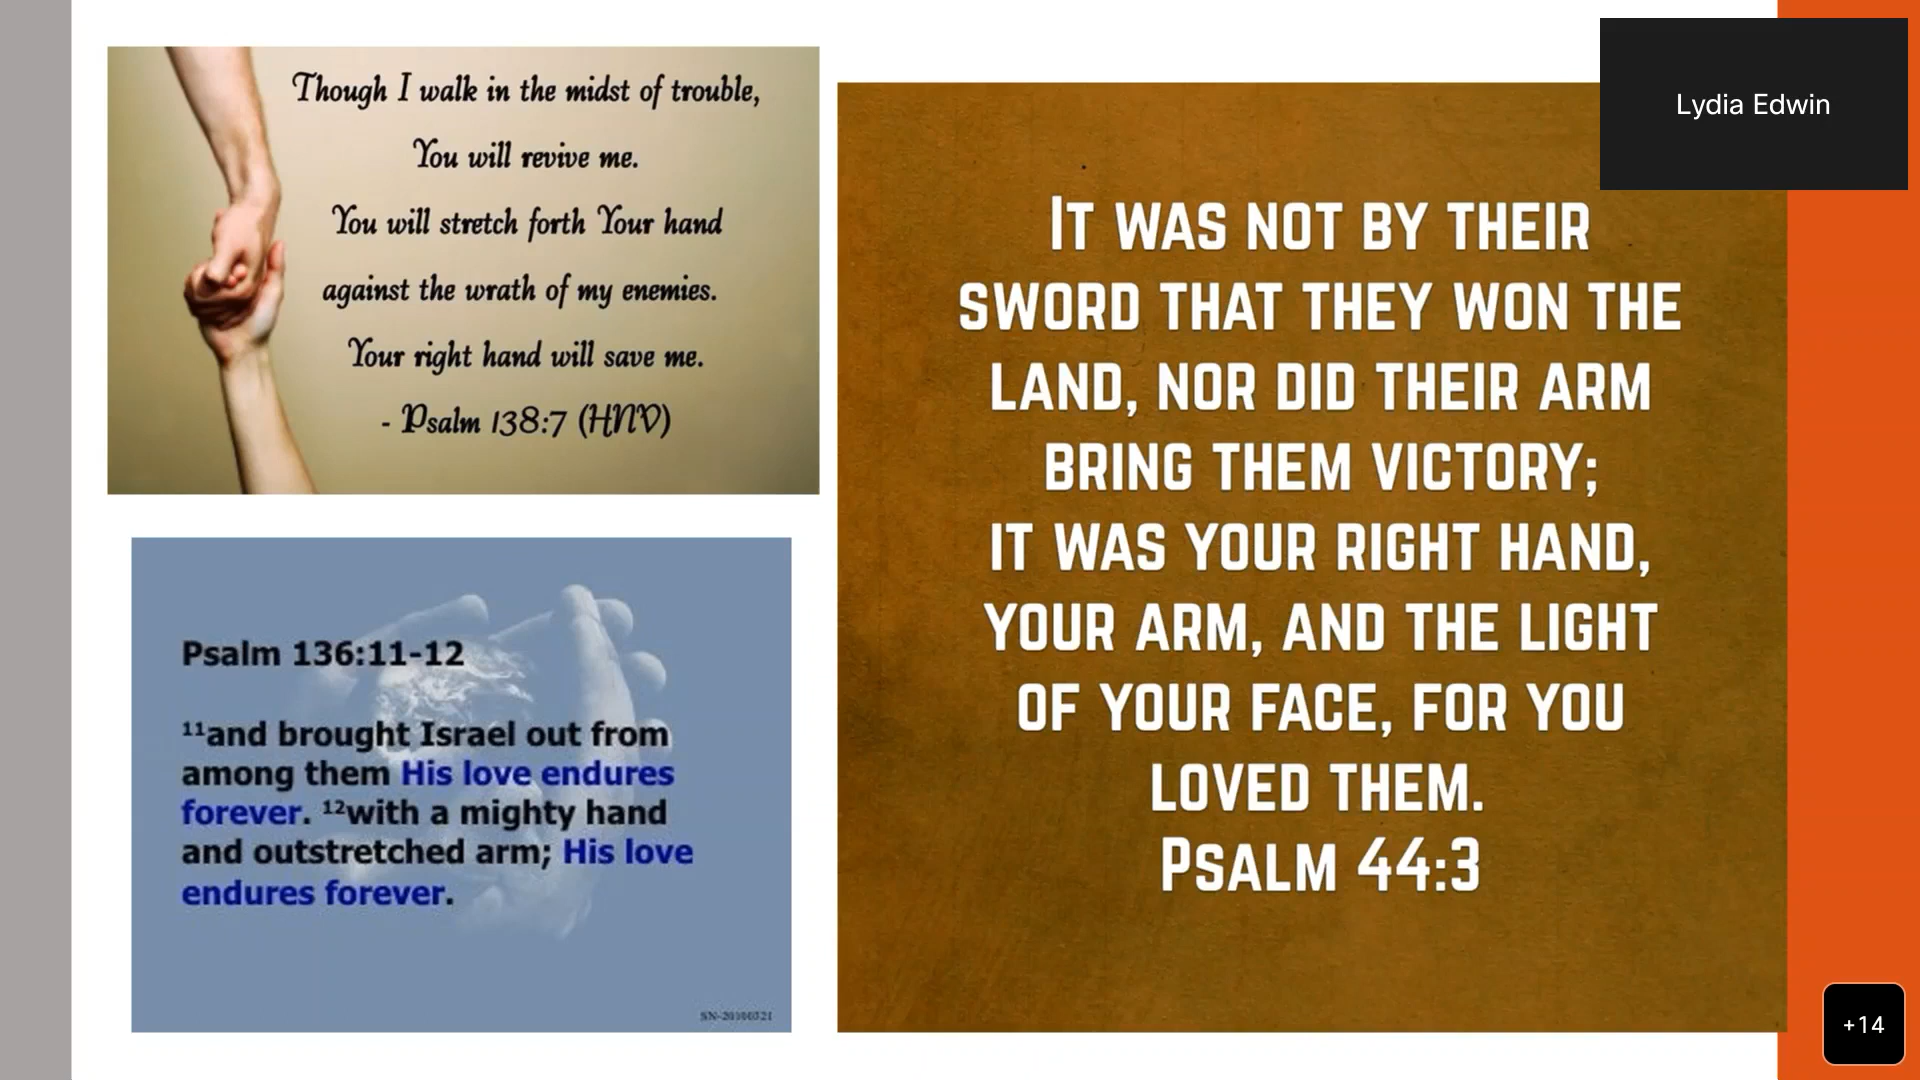 Though I walk in the midst of trouble,
You will revive me.
You will stretch forth Your hand
against the wrath of my enemies.
Your right hand will save me.
- Psalm 138:7 (HNV)
Psalm 136:11-12
¹¹and brought Israel out from
among them His love endures
forever. ¹²with a mighty hand
and outstretched arm; His love
endures forever.
SN-20100321
IT WAS NOT BY THEIR
SWORD THAT THEY WON THE
LAND, NOR DID THEIR ARM
BRING THEM VICTORY;
IT WAS YOUR RIGHT HAND,
YOUR ARM, AND THE LIGHT
OF YOUR FACE, FOR YOU
LOVED THEM.
PSALM 44:3
Lydia Edwin
+14